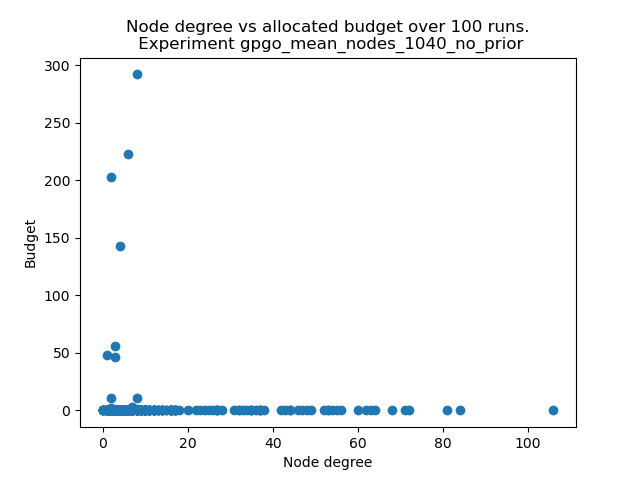 Node degree vs allocated budget over 100 runs.
Experiment gpgo_mean_nodes_1040_no_prior
300
250
200
150
100
50
0
Budget
0 20 40 60 80 100
Node degree